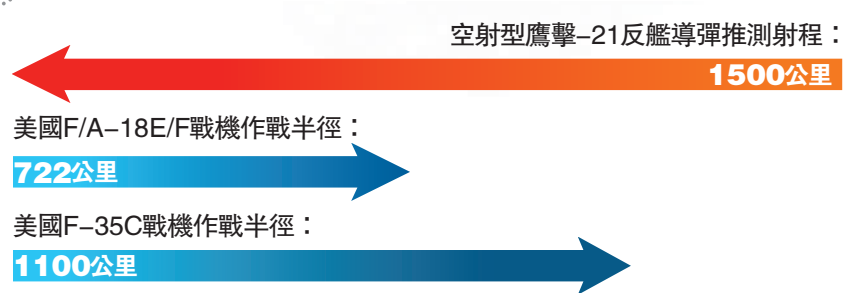 空射型鷹擊–21反艦導彈推測射程：
1500公里
美國F/A–18E/F戰機作戰半徑：
722公里
美國F–35C戰機作戰半徑：
1100公里